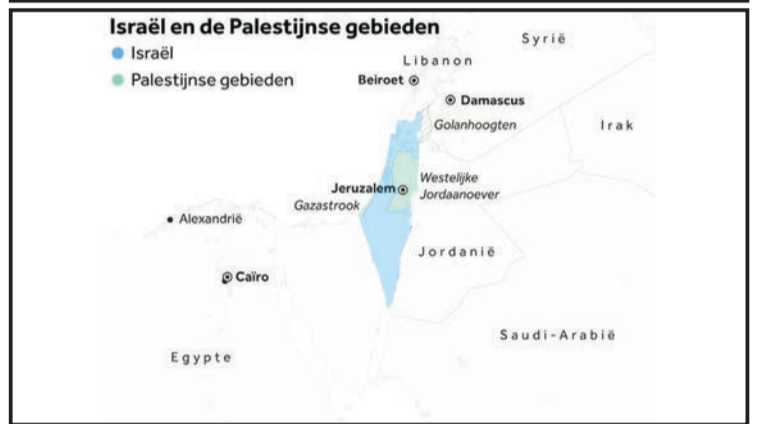 Israël en de Palestijnse gebieden
Israël
Palestijnse gebieden
Syrië
Libanon
Beiroet
Damascus
Golanhoogten
Irak
Westelijke
Jordaanoever
Jeruzalem
Gazastrook
Alexandrië
Jordanië
Caïro
Saudi-Arabië
Egypte